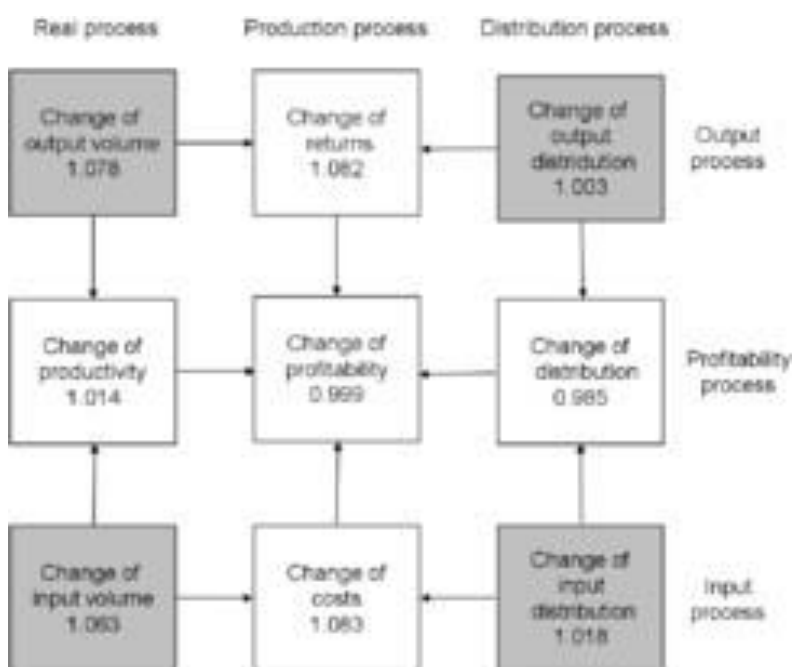 Real process
Production process
Distribution process
Change of
output volume
1.078
Change of
returns
1.082
Change of
output
distridution
1.003
Output
process
Change of
productivity
1.014
Change of
profitability
0.999
Change of
distribution
0.985
Profitability
process
Change of
input volume
1.063
Change of
costs
1.083
Change of
input
distribution
1.018
Input
process